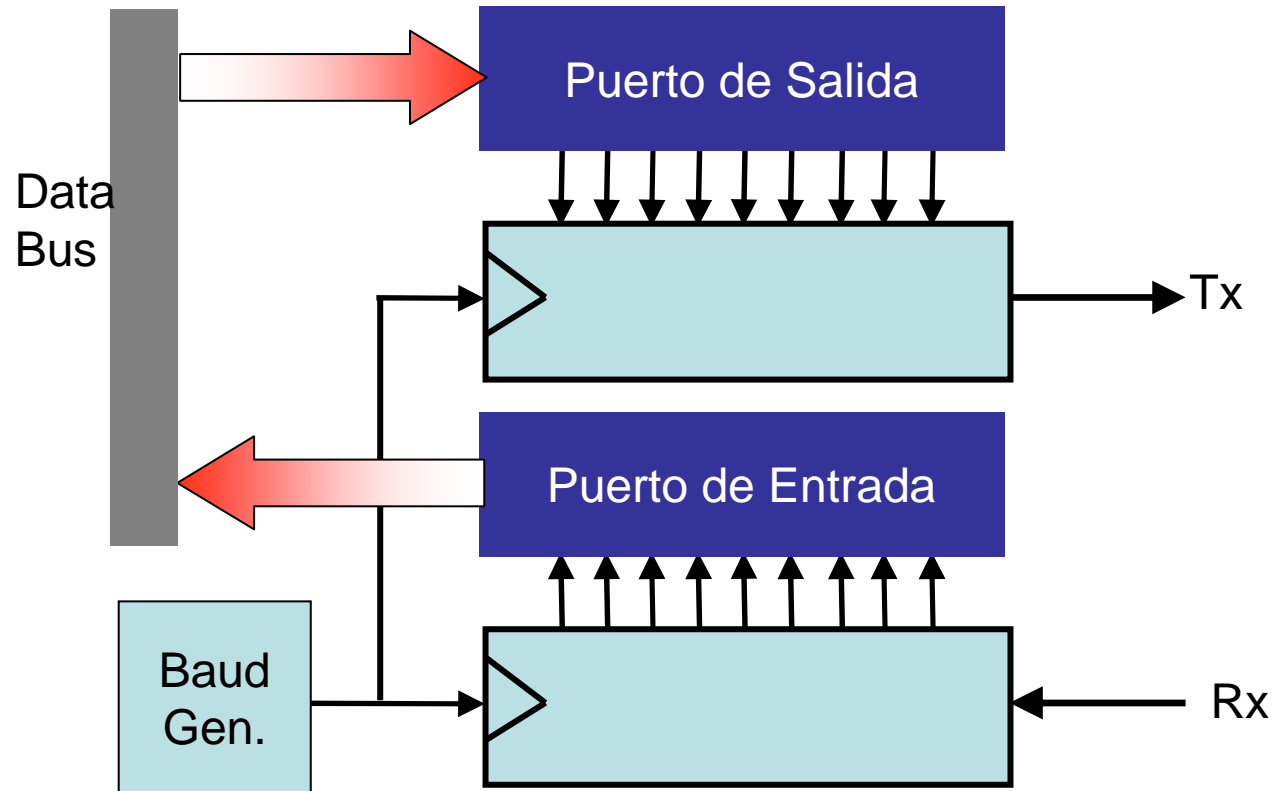 Puerto de Salida
Data
Bus
Tx
Puerto de Entrada
Baud
Gen.
Rx